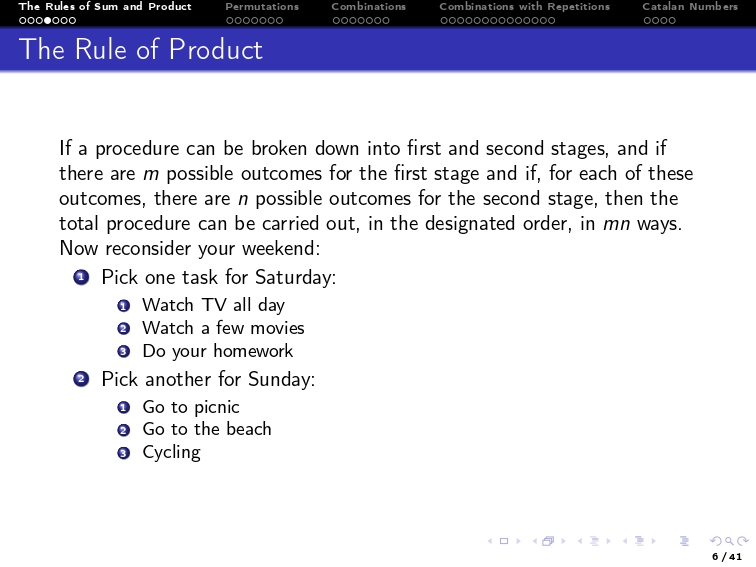 The Rules of Sum and Product Permutations Combinations Combinations with Repetitions Catalan Numbers
The Rule of Product
If a procedure can be broken down into first and second stages, and if
there are m possible outcomes for the first stage and if, for each of these
outcomes, there are n possible outcomes for the second stage, then the
total procedure can be carried out, in the designated order, in mn ways.
Now reconsider your weekend:
1 Pick one task for Saturday:
1 Watch TV all day
2 Watch a few movies
3 Do your homework
2 Pick another for Sunday:
1 Go to picnic
2 Go to the beach
3 Cycling
6 / 41